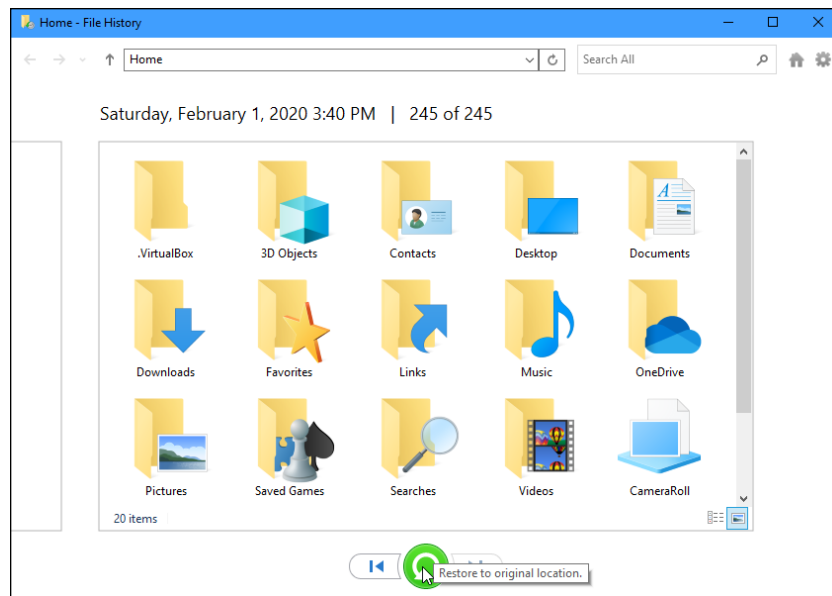 Home - File History
Home
Search All
Saturday, February 1, 2020 3:40 PM | 245 of 245
.VirtualBox
3D Objects
Contacts
Desktop
Documents
A
Downloads
Favorites
Links
Music
OneDrive
Pictures
Saved Games
Searches
Videos
CameraRoll
20 items
Restore to original location.